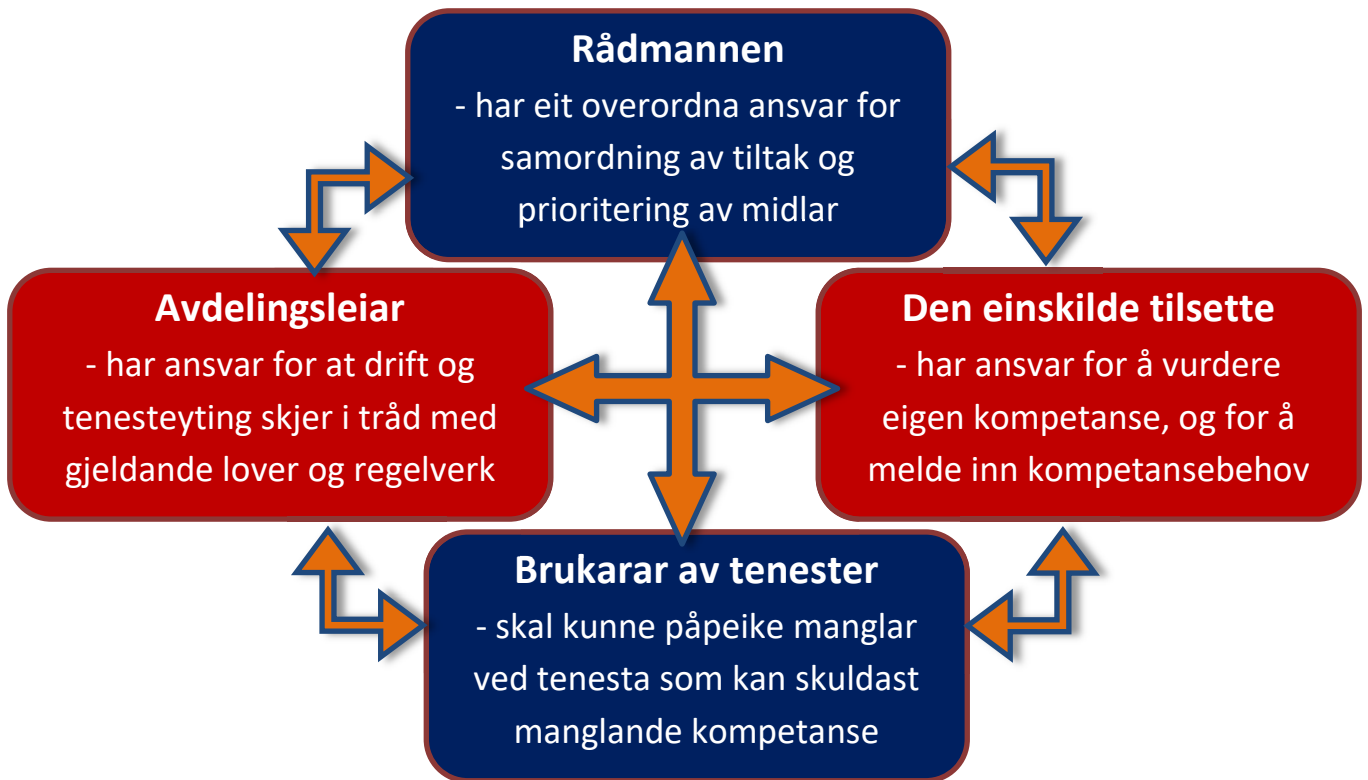 Rådmannen
- har eit overordna ansvar for
samordning av tiltak og
prioritering av midlar
Avdelingsleiar
- har ansvar for at drift og
tenesteyting skjer i tråd med
gjeldande lover og regelverk
Den einskilde tilsette
- har ansvar for å vurdere
eigen kompetanse, og for å
melde inn kompetansebehov
Brukarar av tenester
- skal kunne påpeike manglar
ved tenesta som kan skuldast
manglande kompetanse